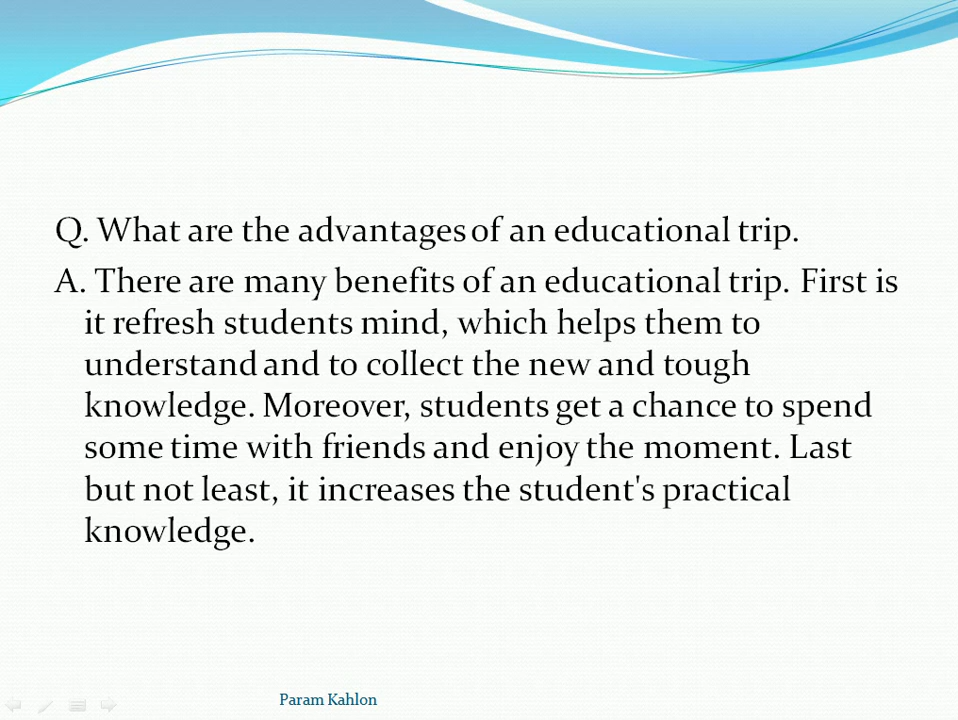 Q. What are the advantages of an educational trip.
A. There are many benefits of an educational trip. First is
it refresh students mind, which helps them to
understand and to collect the new and tough
knowledge. Moreover, students get a chance to spend
some time with friends and enjoy the moment. Last
but not least, it increases the student's practical
knowledge.
Param Kahlon